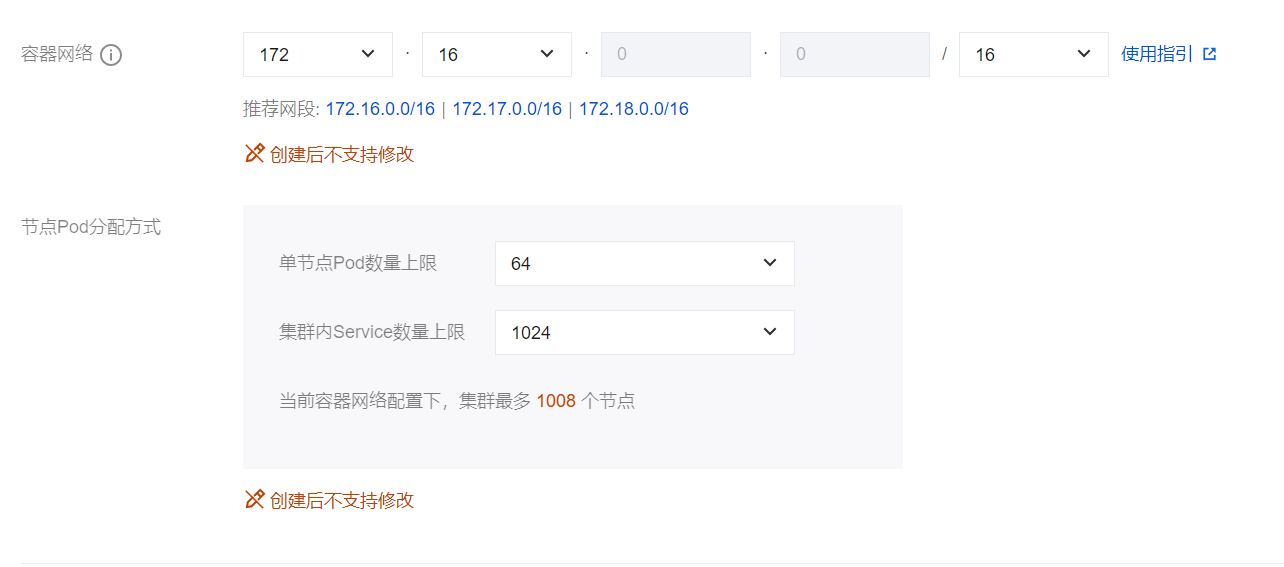 容器网络 172 · 16 · 0 · 0 / 16 使用指引
推荐网段: 172.16.0.0/16 | 172.17.0.0/16 | 172.18.0.0/16
创建后不支持修改
节点Pod分配方式
单节点Pod数量上限 64
集群内Service数量上限 1024
当前容器网络配置下，集群最多 1008 个节点
创建后不支持修改